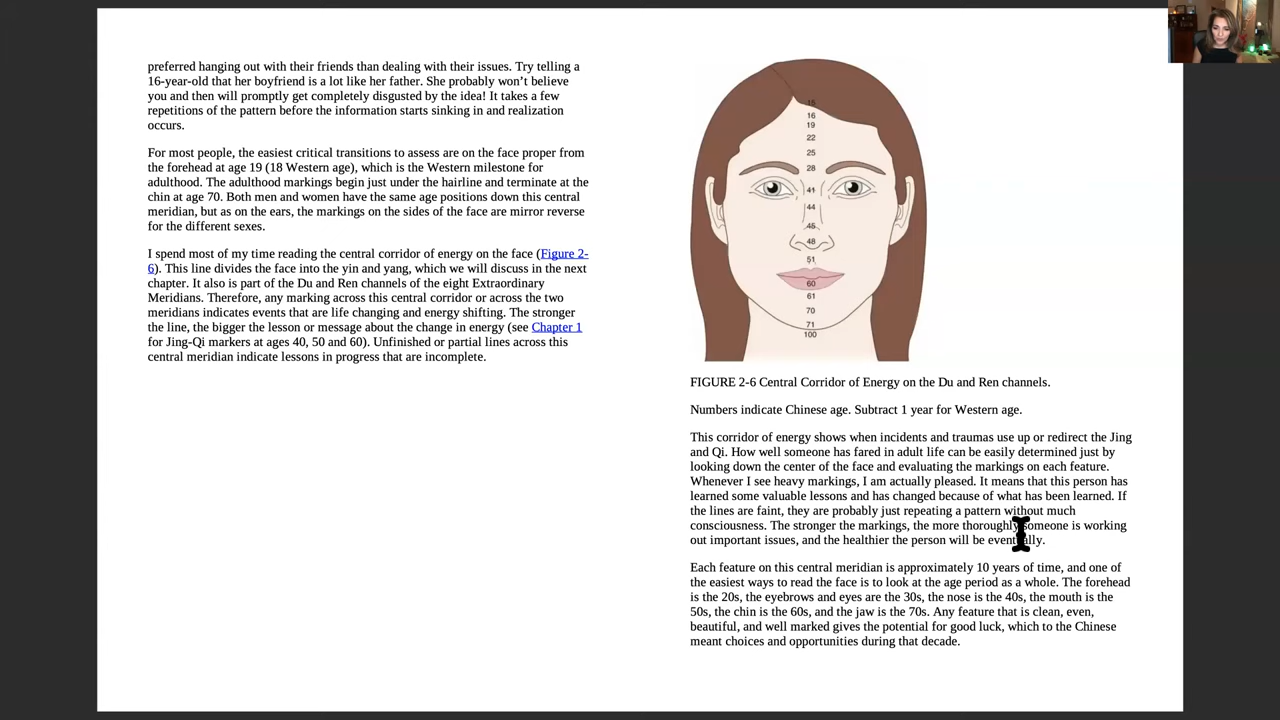 preferred hanging out with their friends than dealing with their issues. Try telling a
16-year-old that her boyfriend is a lot like her father. She probably won’t believe
you and then will promptly get completely disgusted by the idea! It takes a few
repetitions of the pattern before the information starts sinking in and realization
occurs.
For most people, the easiest critical transitions to assess are on the face proper from
the forehead at age 19 (18 Western age), which is the Western milestone for
adulthood. The adulthood markings begin just under the hairline and terminate at the
chin at age 70. Both men and women have the same age positions down this central
meridian, but as on the ears, the markings on the sides of the face are mirror reverse
for the different sexes.
I spend most of my time reading the central corridor of energy on the face (Figure 2-
6). This line divides the face into the yin and yang, which we will discuss in the next
chapter. It also is part of the Du and Ren channels of the eight Extraordinary
Meridians. Therefore, any marking across this central corridor or across the two
meridians indicates events that are life changing and energy shifting. The stronger
the line, the bigger the lesson or message about the change in energy (see Chapter 1
for Jing-Qi markers at ages 40, 50 and 60). Unfinished or partial lines across this
central meridian indicate lessons in progress that are incomplete.
15
16
19
22
25
28
41
44
45
48
51
60
61
70
71
100
FIGURE 2-6 Central Corridor of Energy on the Du and Ren channels.
Numbers indicate Chinese age. Subtract 1 year for Western age.
This corridor of energy shows when incidents and traumas use up or redirect the Jing
and Qi. How well someone has fared in adult life can be easily determined just by
looking down the center of the face and evaluating the markings on each feature.
Whenever I see heavy markings, I am actually pleased. It means that this person has
learned some valuable lessons and has changed because of what has been learned. If
the lines are faint, they are probably just repeating a pattern without much
consciousness. The stronger the markings, the more thoroughly someone is working
out important issues, and the healthier the person will be eventually.
Each feature on this central meridian is approximately 10 years of time, and one of
the easiest ways to read the face is to look at the age period as a whole. The forehead
is the 20s, the eyebrows and eyes are the 30s, the nose is the 40s, the mouth is the
50s, the chin is the 60s, and the jaw is the 70s. Any feature that is clean, even,
beautiful, and well marked gives the potential for good luck, which to the Chinese
meant choices and opportunities during that decade.